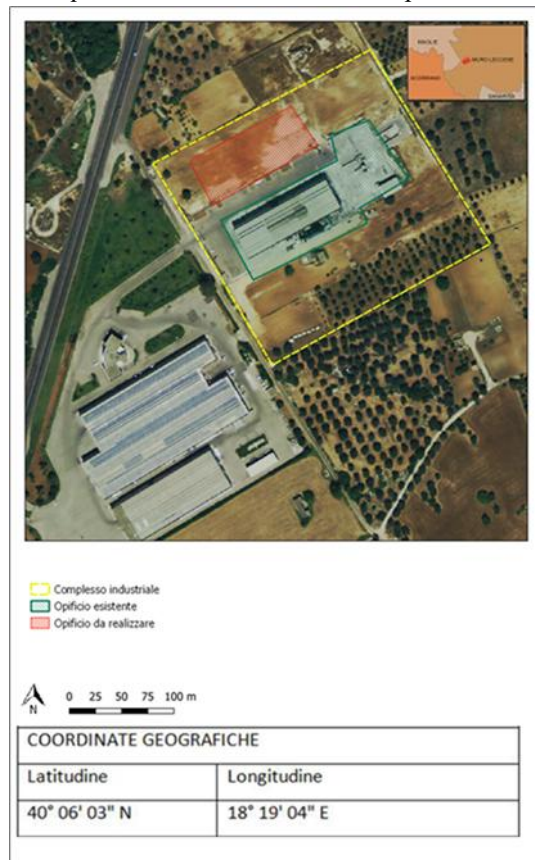 MAGLIE
MURO LECCESE
Complesso industriale
Opificio esistente
Opificio da realizzare
N
0 25 50 75 100 m
COORDINATE GEOGRAFICHE
Latitudine Longitudine
40° 06' 03" N 18° 19' 04" E